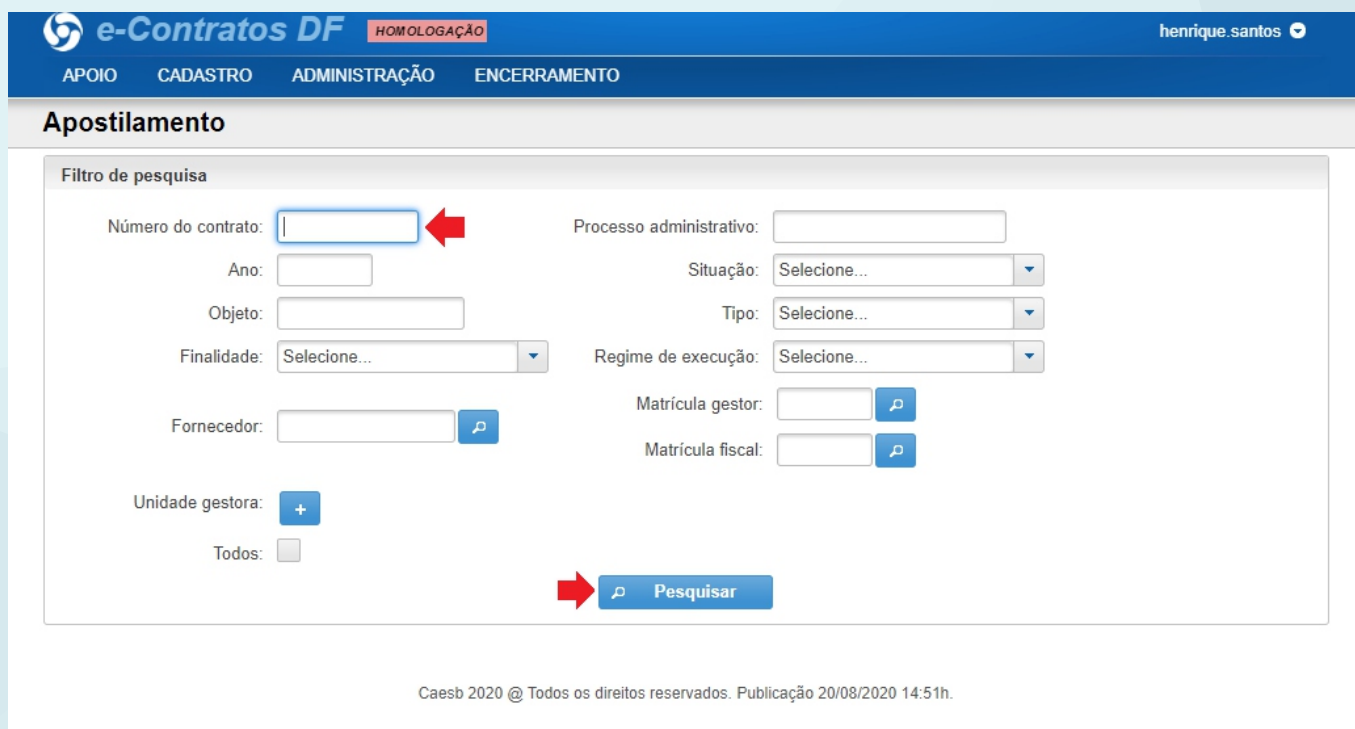 e-Contratos DF HOMOLOGAÇÃO henrique.santos
APOIO CADASTRO ADMINISTRAÇÃO ENCERRAMENTO
Apostilamento
Filtro de pesquisa
Número do contrato: Processo administrativo:
Ano: Situação: Selecione...
Objeto: Tipo: Selecione...
Finalidade: Selecione... Regime de execução: Selecione...
Matrícula gestor:
Fornecedor:
Matrícula fiscal:
Unidade gestora: +
Todos:
Pesquisar
Caesb 2020 @ Todos os direitos reservados. Publicação 20/08/2020 14:51h.